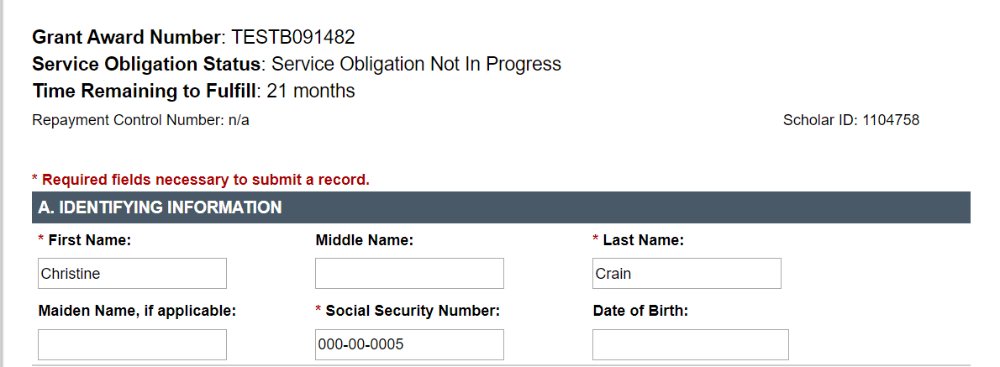 Grant Award Number: TESTB091482
Service Obligation Status: Service Obligation Not In Progress
Time Remaining to Fulfill: 21 months
Repayment Control Number: n/a Scholar ID: 1104758
* Required fields necessary to submit a record.
A. IDENTIFYING INFORMATION
* First Name: Middle Name: * Last Name:
Christine Crain
Maiden Name, if applicable: * Social Security Number: Date of Birth:
000-00-0005